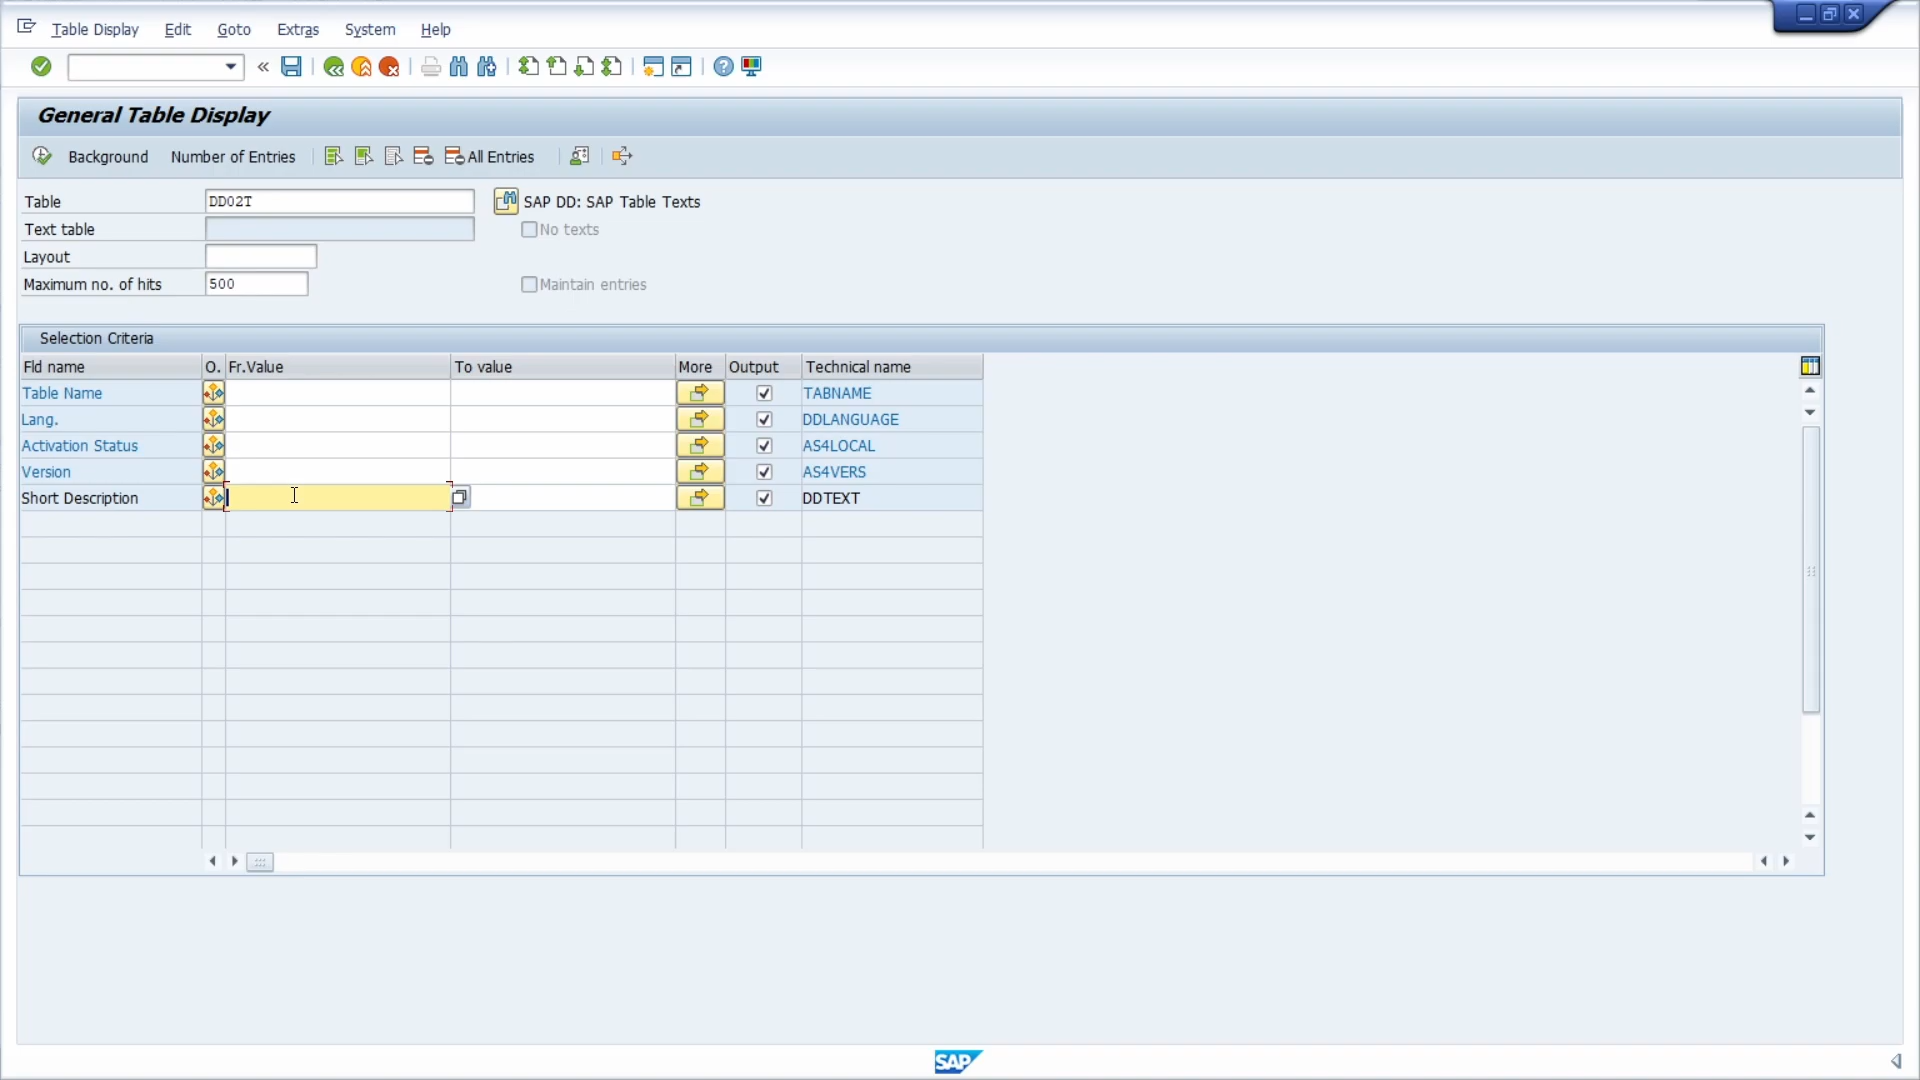 Table Display Edit Goto Extras System Help
General Table Display
Background Number of Entries All Entries
Table DD02T SAP DD: SAP Table Texts
Text table No texts
Layout
Maximum no. of hits 500 Maintain entries
Selection Criteria
Fld name O. Fr.Value To value More Output Technical name
Table Name TABNAME
Lang. DDLANGUAGE
Activation Status AS4LOCAL
Version AS4VERS
Short Description DDTEXT
SAP